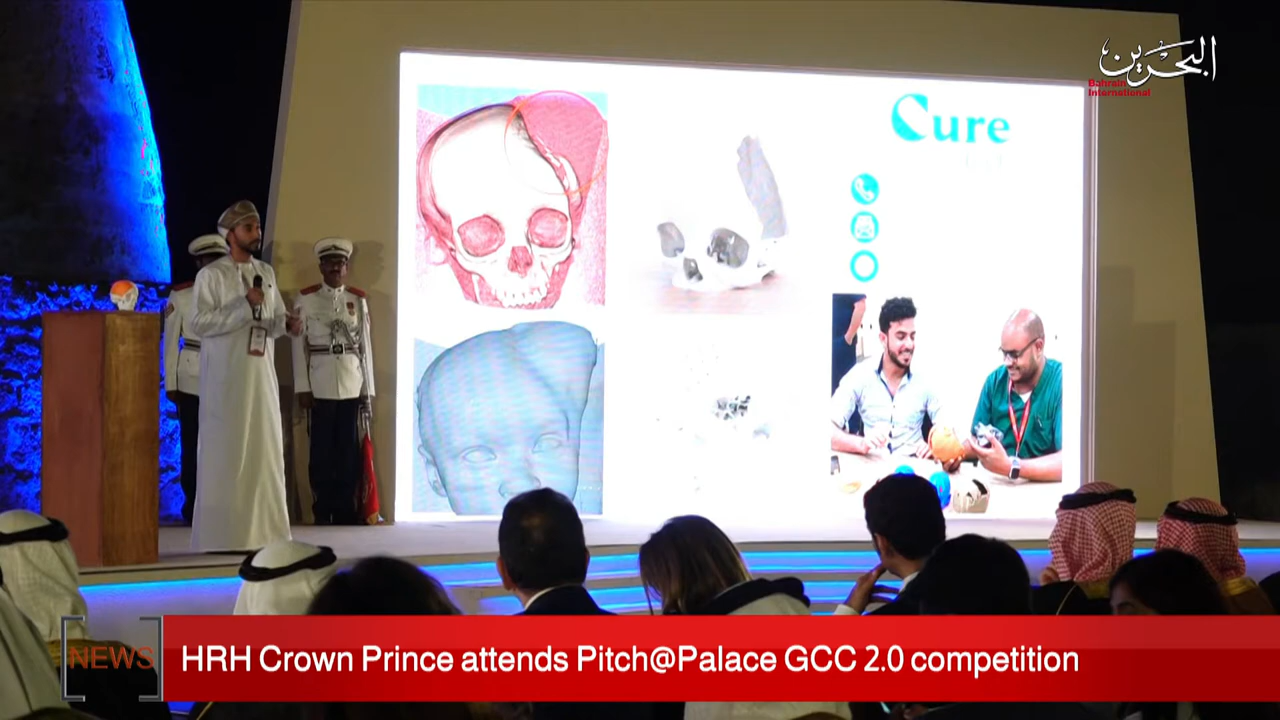 البحرين
Bahrain
International
Cure
NEWS
HRH Crown Prince attends Pitch@Palace GCC 2.0 competition